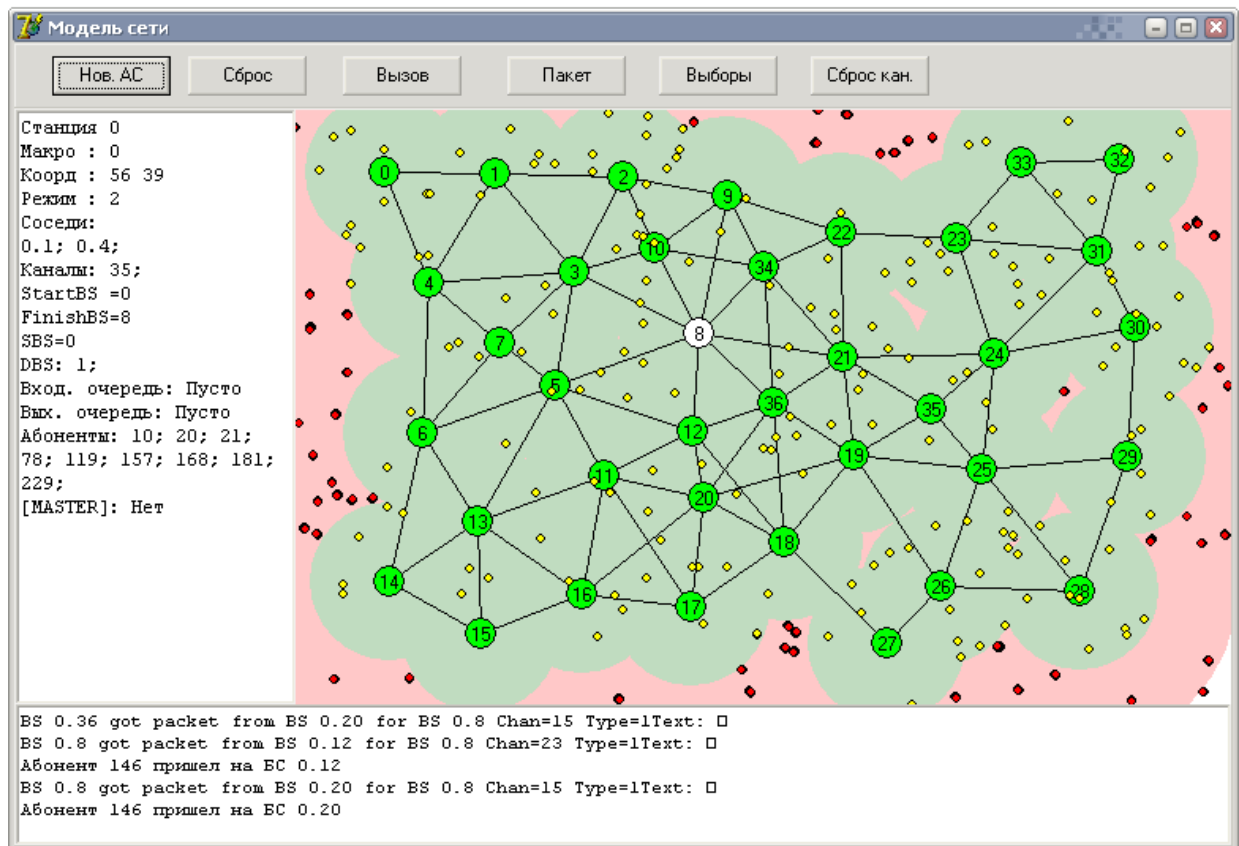 Модель сети
Нов. АС Сброс Вызов Пакет Выборы Сброс кан.
Станция 0
Макро : 0
Коорд : 56 39
Режим : 2
Соседи:
0.1; 0.4;
Каналы: 35;
StartBS =0
FinishBS=8
SBS=0
DBS: 1;
Вход. очередь: Пусто
Вых. очередь: Пусто
Абоненты: 10; 20; 21;
78; 119; 157; 168; 181;
229;
[MASTER]: Нет
0 1 2 33 32
9
22 23
10 31
3 34
4
8 30
7
21 24
5
36 35
6 12
19 29
11 25
20
13
18
14 26 28
16
17
15 27
BS 0.36 got packet from BS 0.20 for BS 0.8 Chan=15 Type=1Text: □
BS 0.8 got packet from BS 0.12 for BS 0.8 Chan=23 Type=1Text: □
Абонент 146 пришел на БС 0.12
BS 0.8 got packet from BS 0.20 for BS 0.8 Chan=15 Type=1Text: □
Абонент 146 пришел на БС 0.20